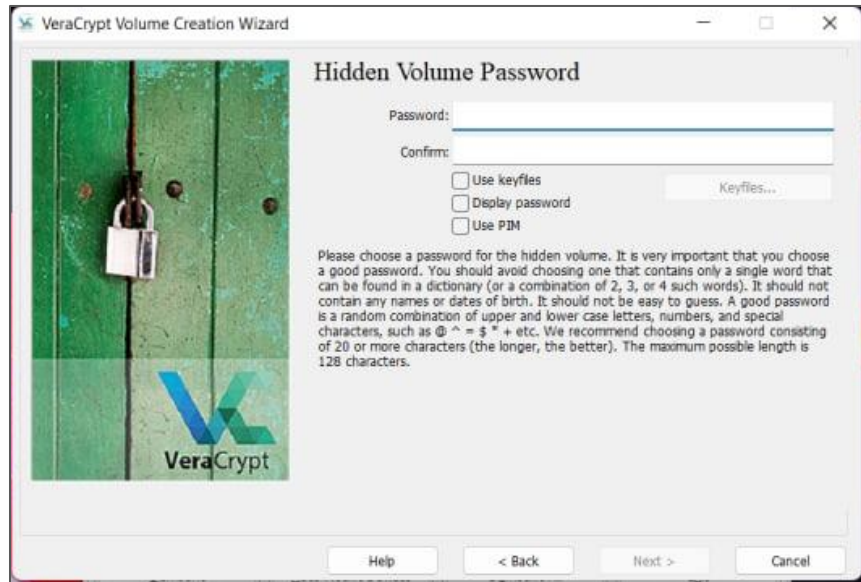 VeraCrypt Volume Creation Wizard
Hidden Volume Password
Password:
Confirm:
Use keyfiles
Keyfiles...
Display password
Use PIM
Please choose a password for the hidden volume. It is very important that you choose
a good password. You should avoid choosing one that contains only a single word that
can be found in a dictionary (or a combination of 2, 3, or 4 such words). It should not
contain any names or dates of birth. It should not be easy to guess. A good password
is a random combination of upper and lower case letters, numbers, and special
characters, such as @ ^ = $ * + etc. We recommend choosing a password consisting
of 20 or more characters (the longer, the better). The maximum possible length is
128 characters.
VeraCrypt
Help
< Back
Next >
Cancel